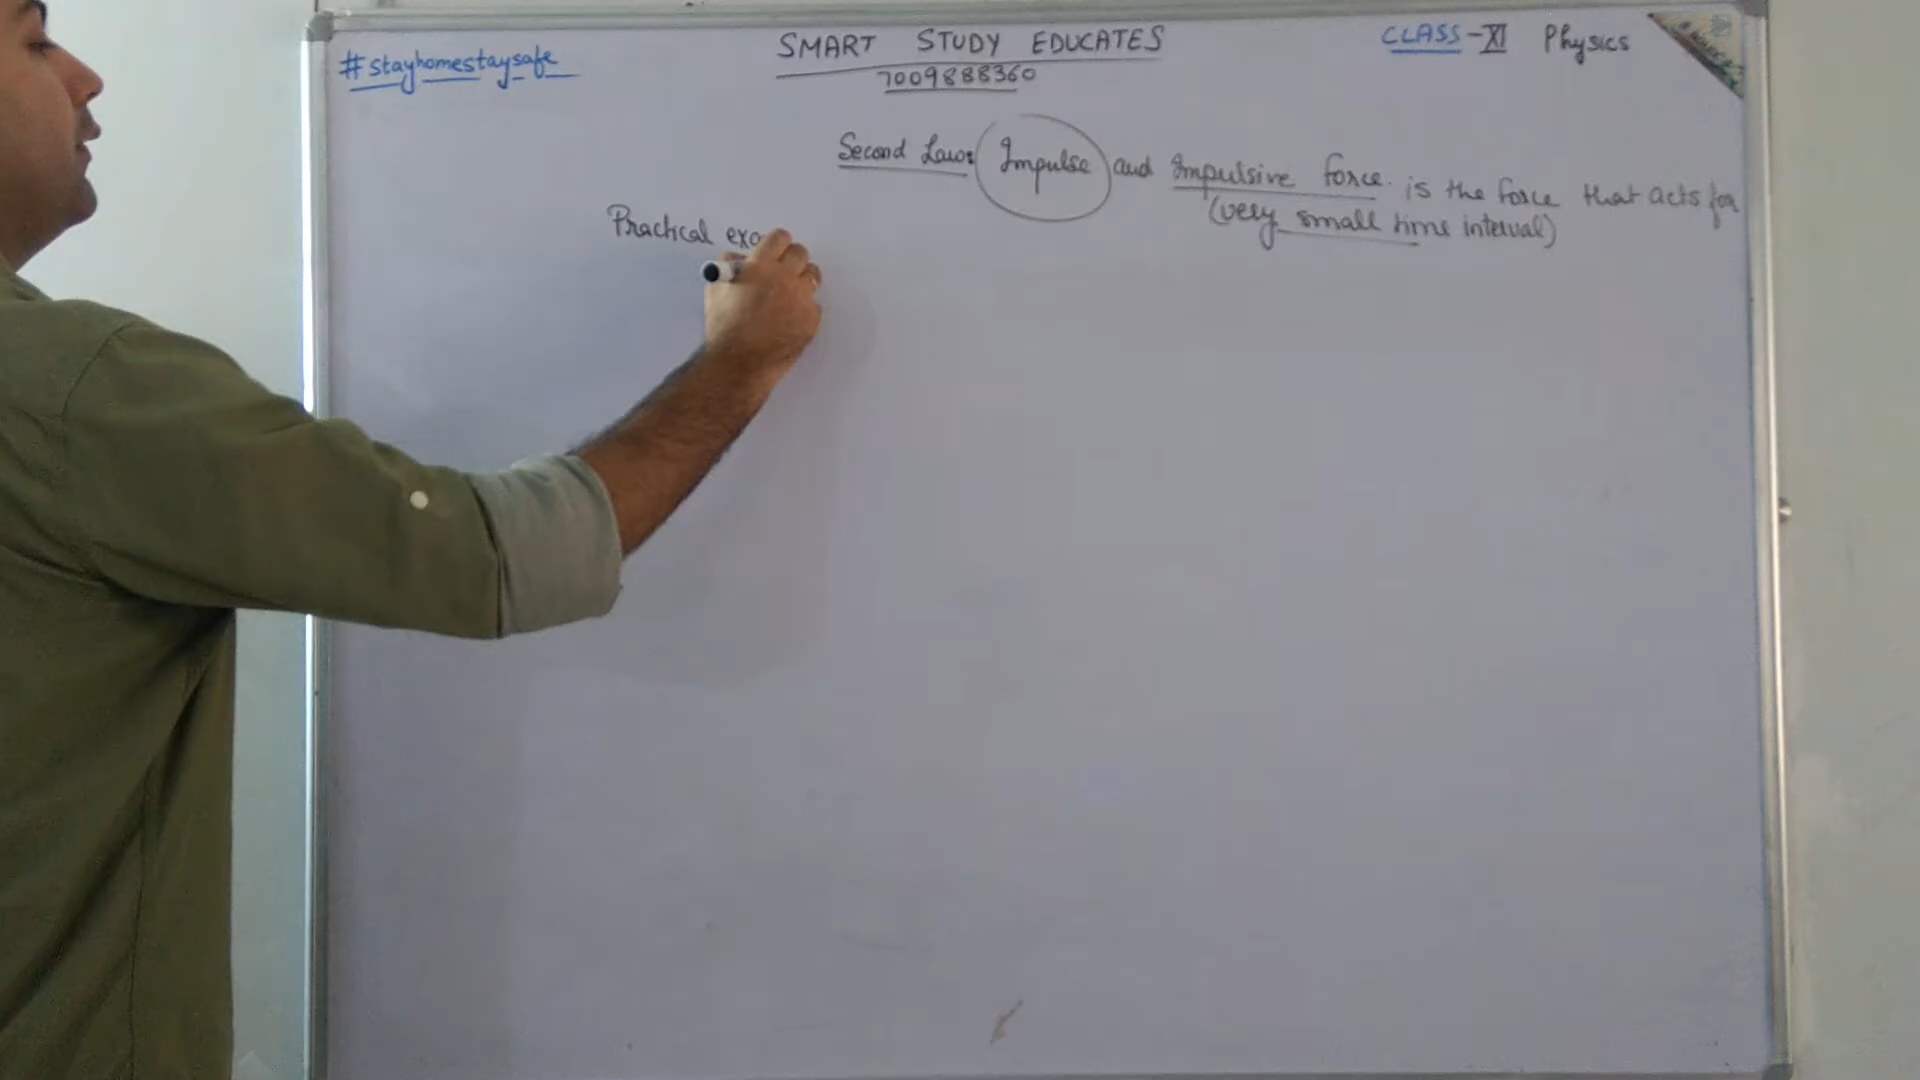 #stayhomestaysafe
SMART STUDY EDUCATES
7009888360
CLASS-XI Physics
Second Law: Impulse and Impulsive force. is the force that acts for
(very small time interval)
Practical exa